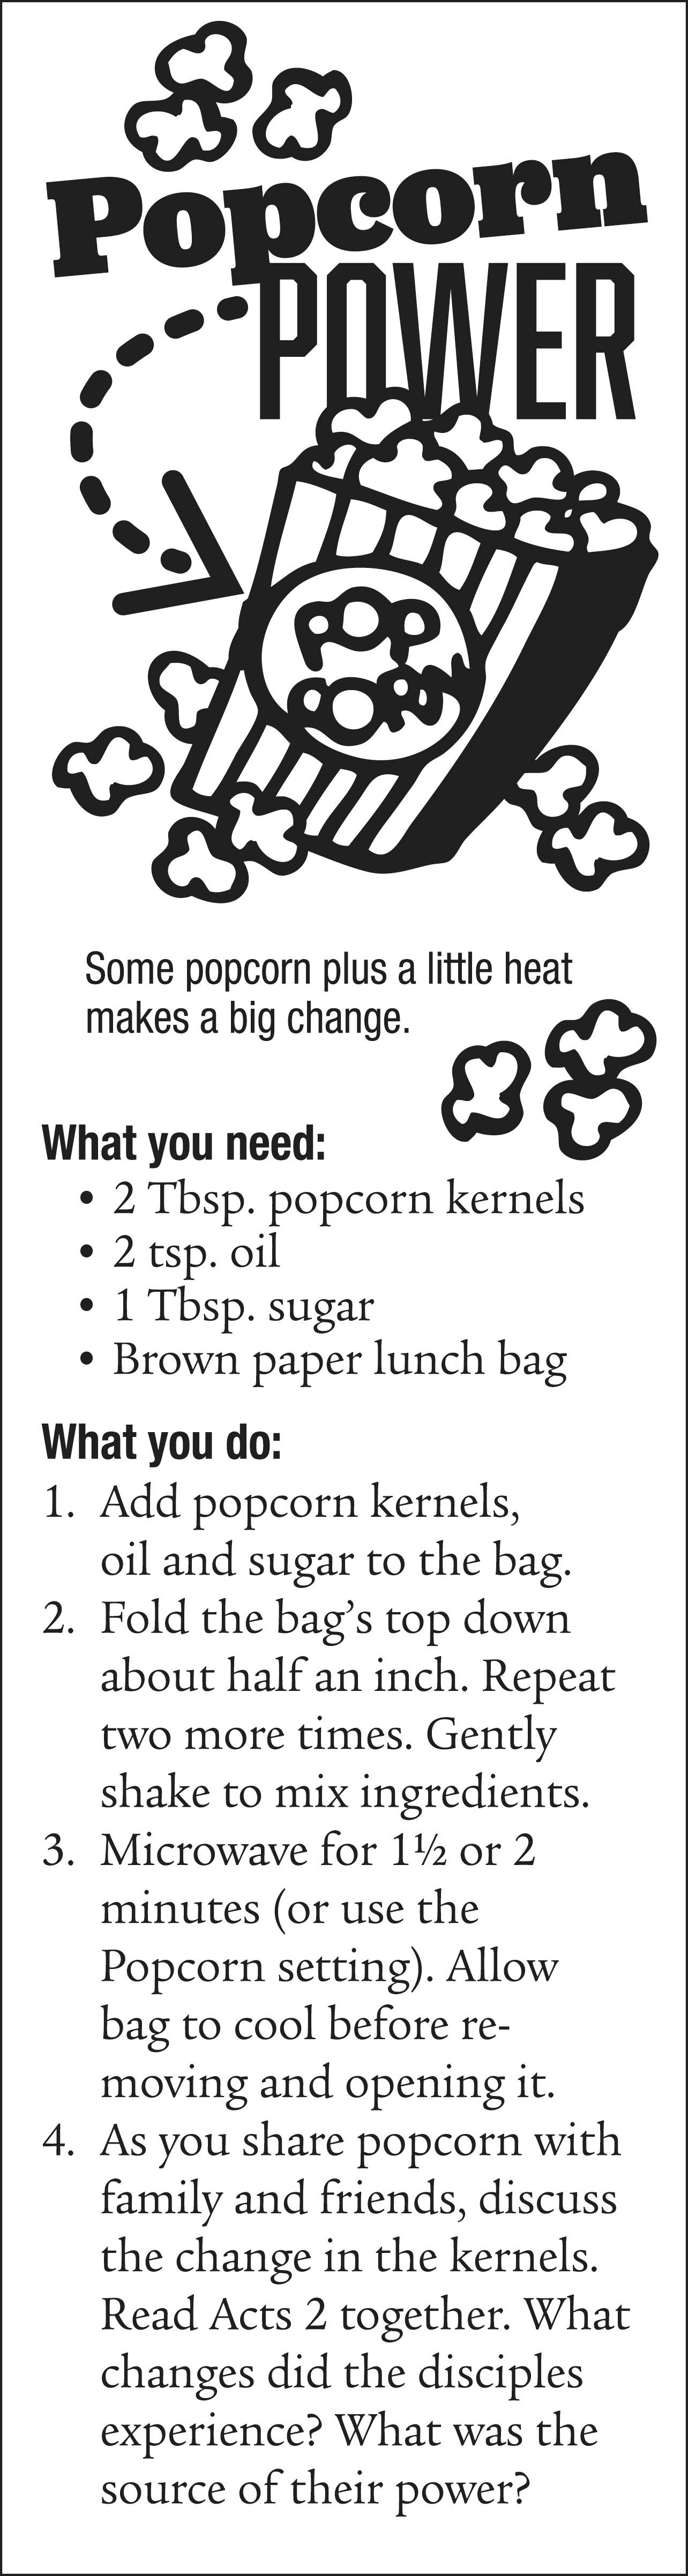 Popcorn
POWER
POP
CORN
Some popcorn plus a little heat
makes a big change.
What you need:
• 2 Tbsp. popcorn kernels
• 2 tsp. oil
• 1 Tbsp. sugar
• Brown paper lunch bag
What you do:
1. Add popcorn kernels,
oil and sugar to the bag.
2. Fold the bag’s top down
about half an inch. Repeat
two more times. Gently
shake to mix ingredients.
3. Microwave for 1½ or 2
minutes (or use the
Popcorn setting). Allow
bag to cool before re-
moving and opening it.
4. As you share popcorn with
family and friends, discuss
the change in the kernels.
Read Acts 2 together. What
changes did the disciples
experience? What was the
source of their power?